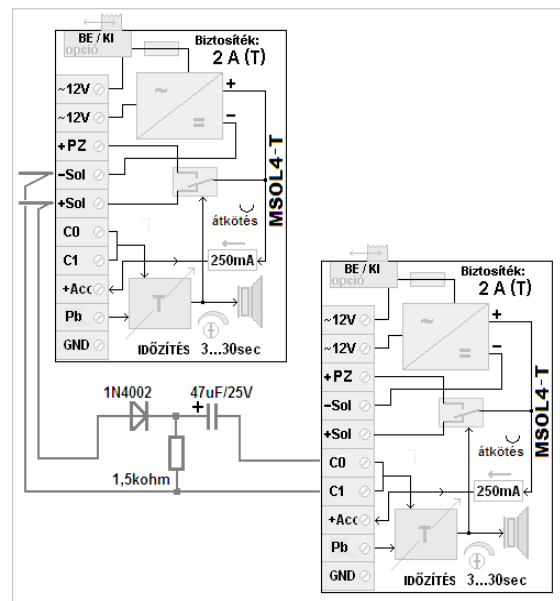 BE / KI
opció
Biztosíték:
2 A (T)
~12V
~12V
+PZ
−Sol
+Sol
C0
C1
+Acc
Pb
GND
~
=
+
−
MSOL4-T
átkötés
250mA
T
IDŐZÍTÉS 3...30sec
1N4002
+
47uF/25V
1,5kohm
BE / KI
opció
Biztosíték:
2 A (T)
~12V
~12V
+PZ
−Sol
+Sol
C0
C1
+Acc
Pb
GND
~
=
+
−
MSOL4-T
átkötés
250mA
T
IDŐZÍTÉS 3...30sec